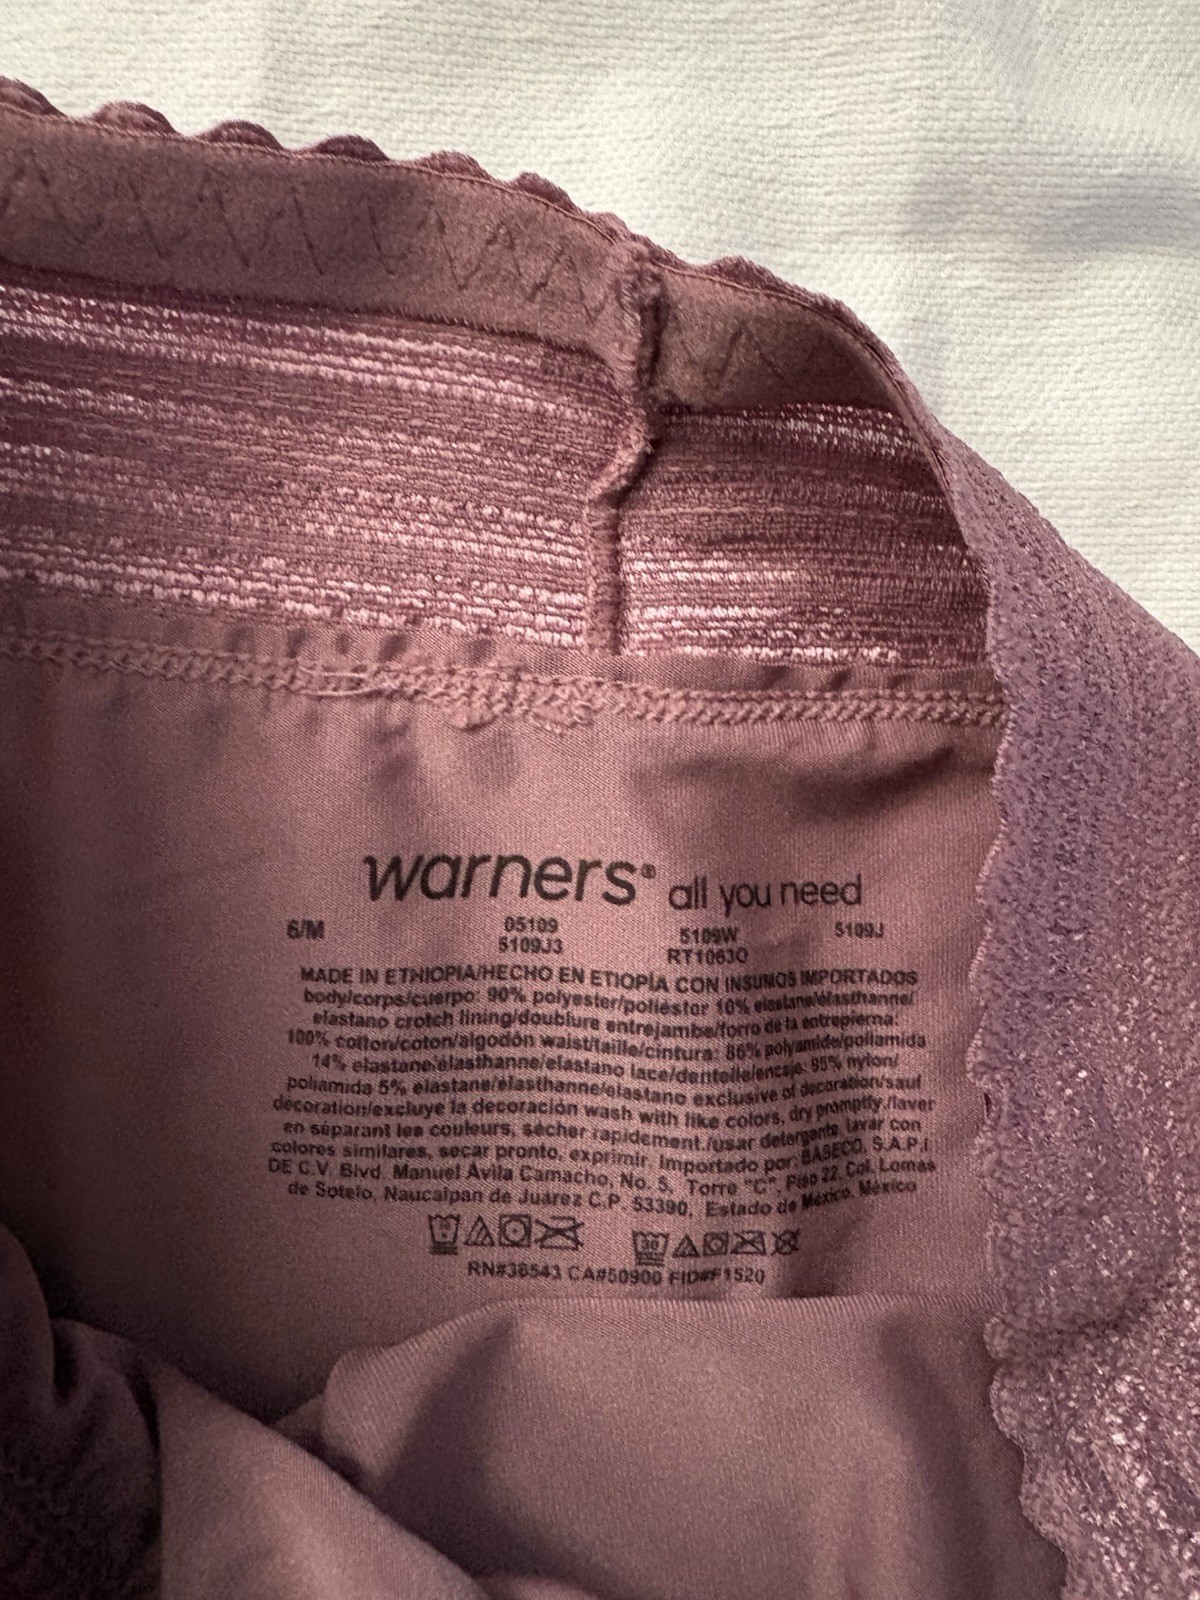 warners® all you need
6/M 05109 5109W 5109J
5109J3 RT1063O
MADE IN ETHIOPIA/HECHO EN ETIOPÍA CON INSUMOS IMPORTADOS
body/corps/cuerpo: 90% polyester/poliéster 10% elastane/élasthanne/
elastano crotch lining/doublure entrejambe/forro de la entrepierna:
100% cotton/coton/algodón waist/taille/cintura: 86% polyamide/poliamida
14% elastane/élasthanne/elastano lace/dentelle/encaje: 95% nylon/
poliamida 5% elastane/élasthanne/elastano exclusive of decoration/sauf
décoration/excluye la decoración wash with like colors, dry promptly./laver
en séparant les couleurs, sécher rapidement./usar detergente, lavar con
colores similares, secar pronto, exprimir. Importado por: BASECO, S.A.P.I.
DE C.V. Blvd. Manuel Ávila Camacho, No. 5, Torre "C", Piso 22, Col. Lomas
de Sotelo, Naucalpan de Juárez C.P. 53390, Estado de México, México
30 30
RN#38543 CA#50900 FID#F1520